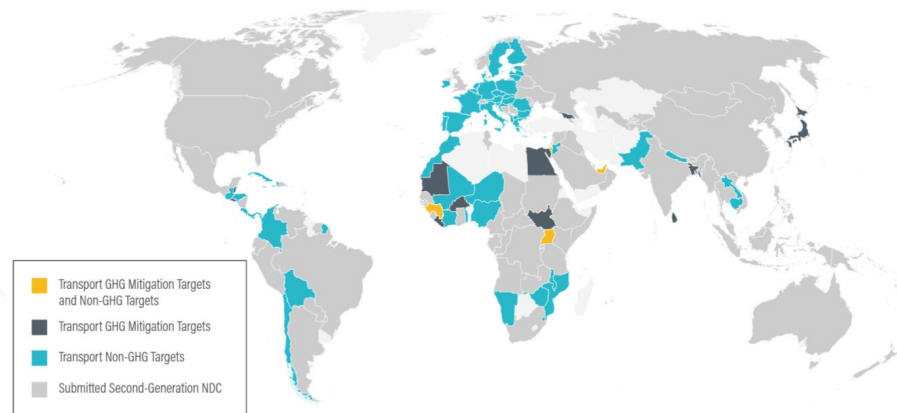 Transport GHG Mitigation Targets
and Non-GHG Targets
Transport GHG Mitigation Targets
Transport Non-GHG Targets
Submitted Second-Generation NDC